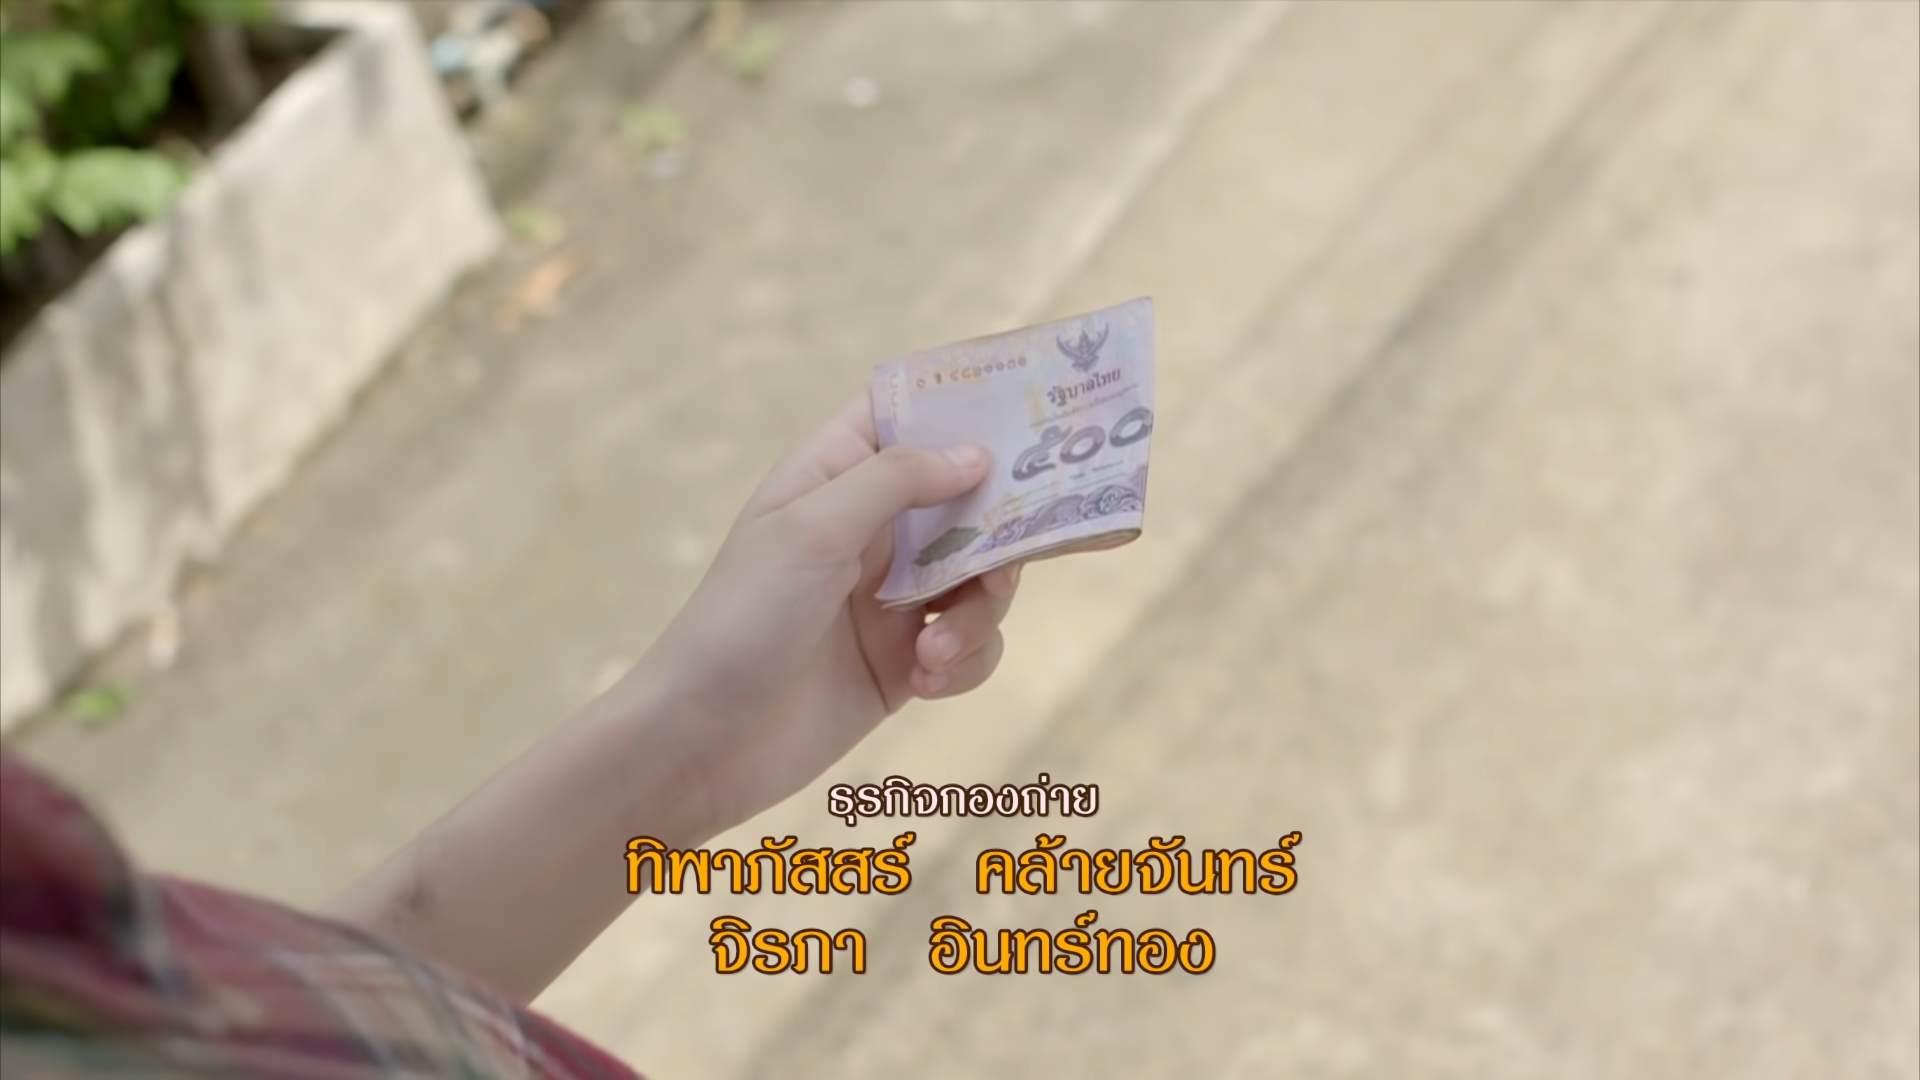 รัฐบาลไทย
๕๐๐
ธุรกิจกองถ่าย
ทิพาภัสสร์ คล้ายจันทร์
จิรภา อินทร์ทอง